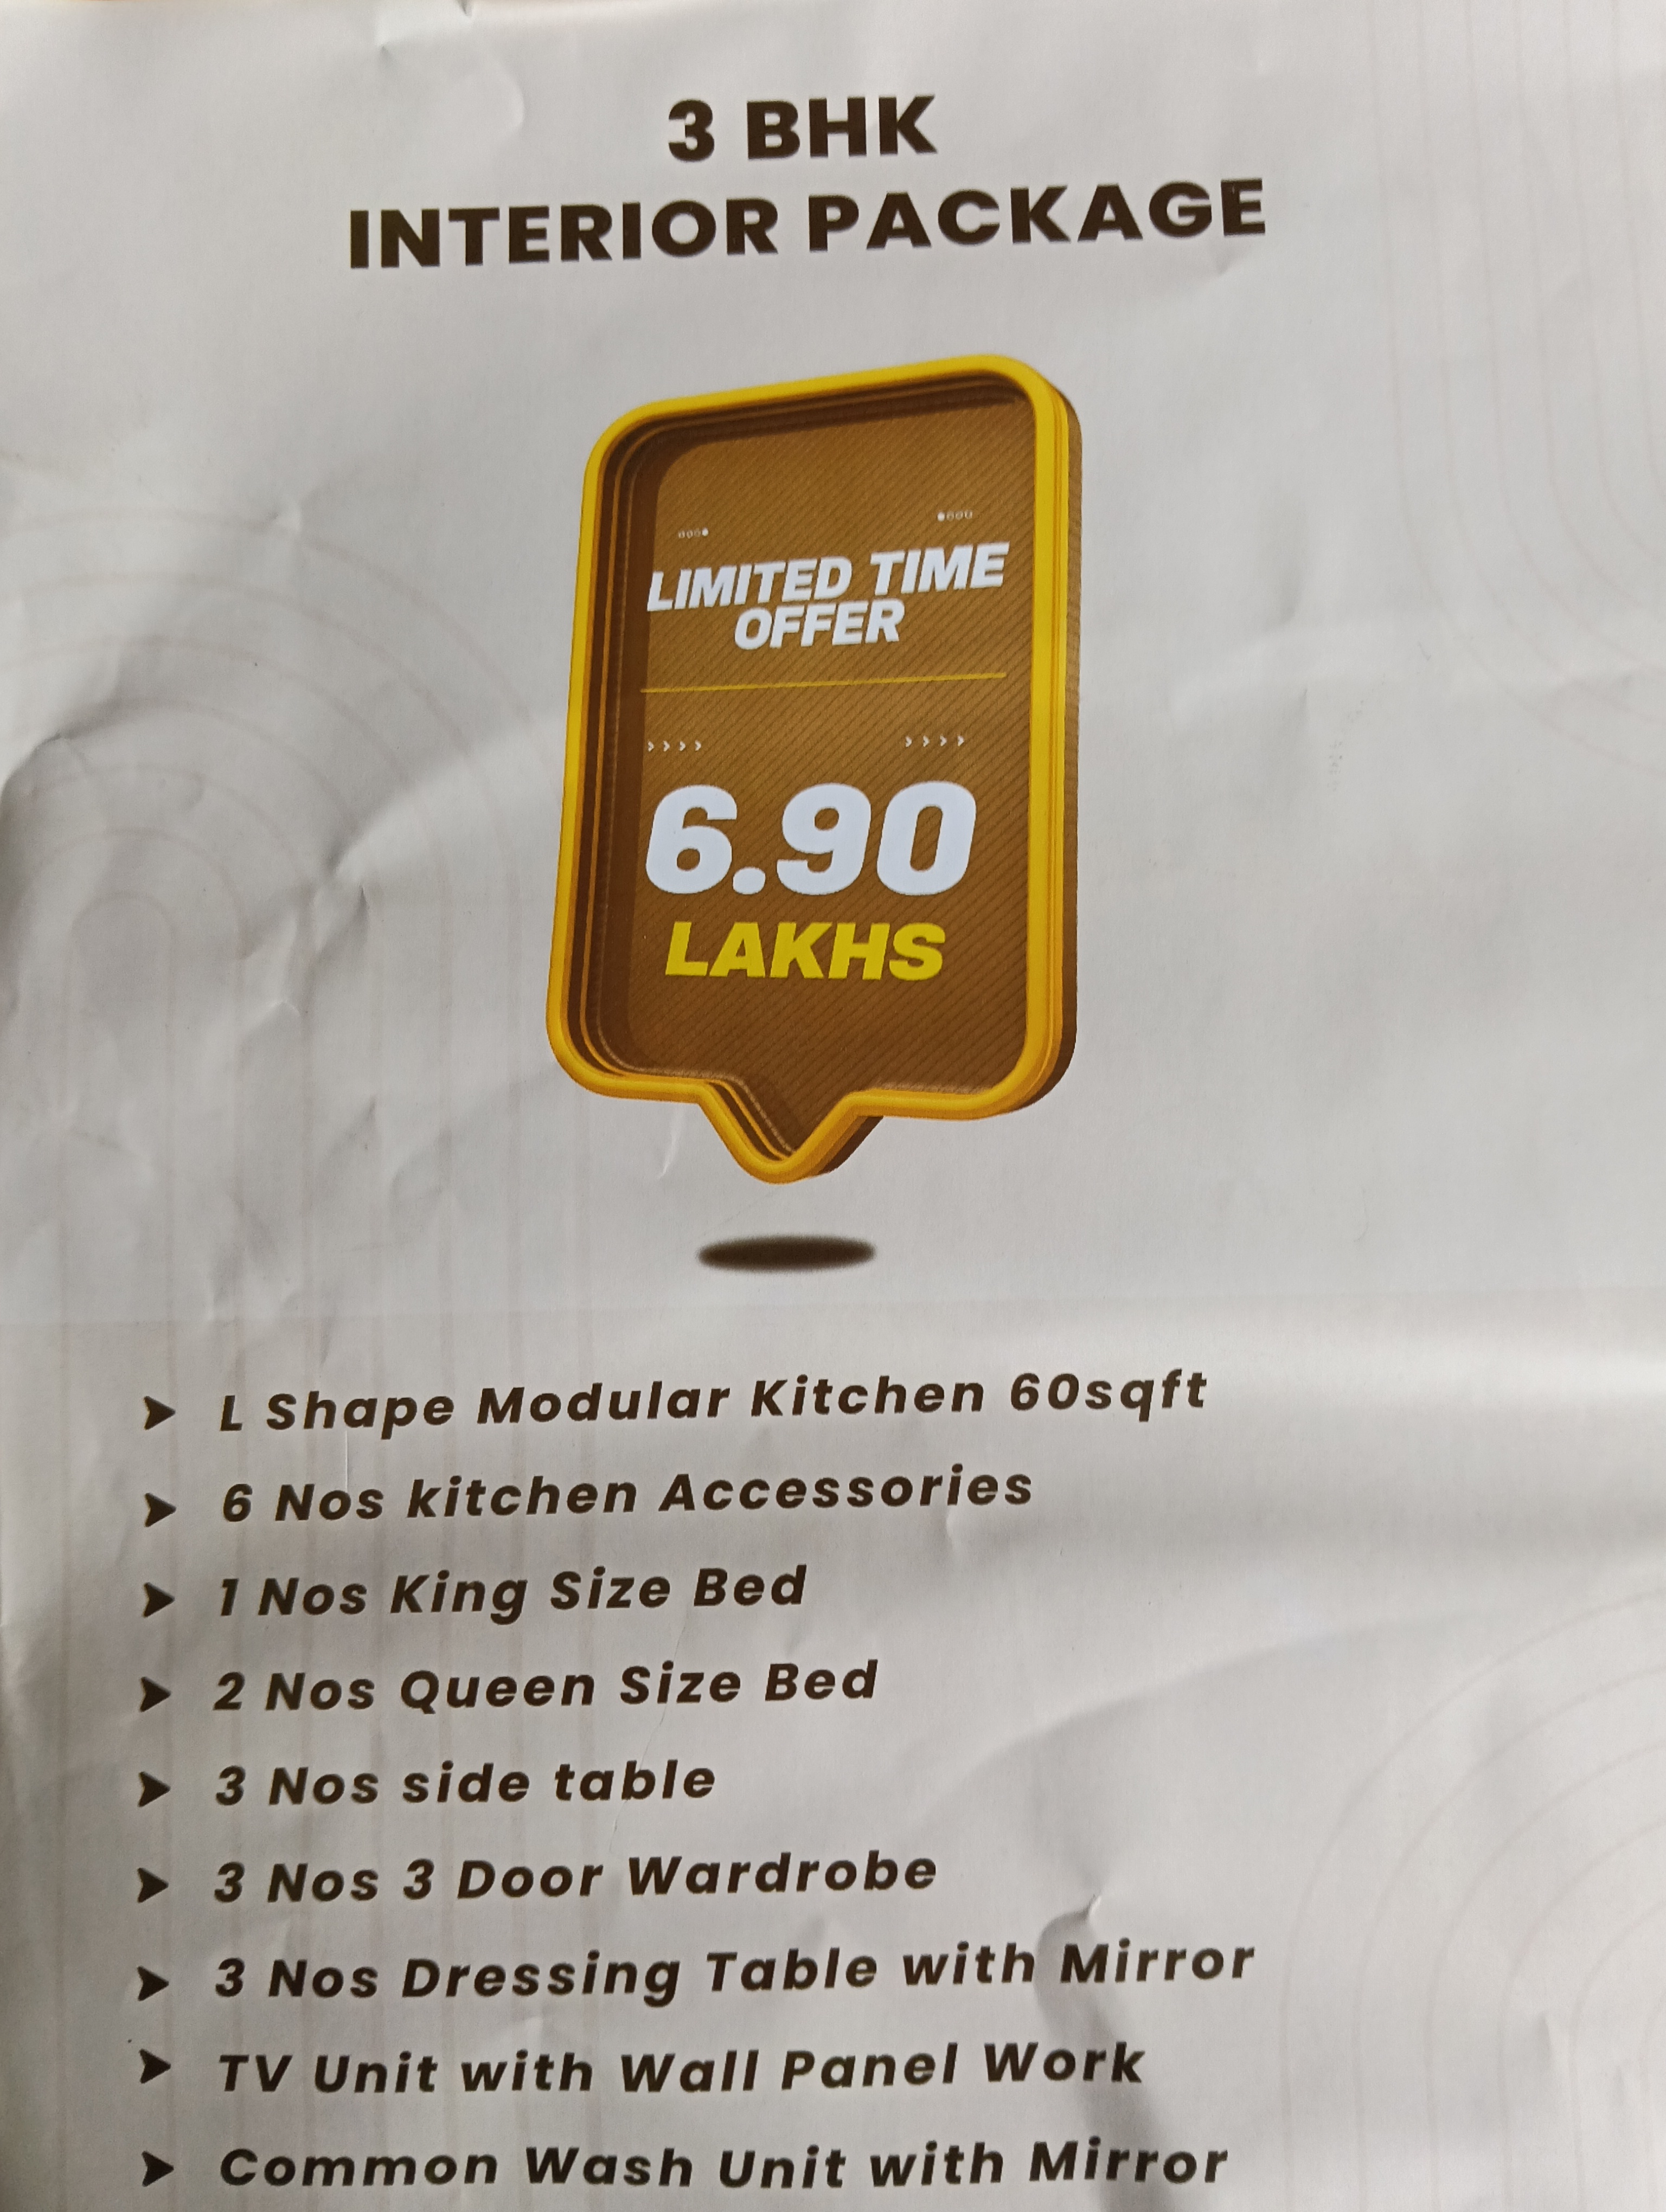 3 BHK
INTERIOR PACKAGE
LIMITED TIME
OFFER
6.90
LAKHS
L Shape Modular Kitchen 60sqft
6 Nos kitchen Accessories
1 Nos King Size Bed
2 Nos Queen Size Bed
3 Nos side table
3 Nos 3 Door Wardrobe
3 Nos Dressing Table with Mirror
TV Unit with Wall Panel Work
Common Wash Unit with Mirror